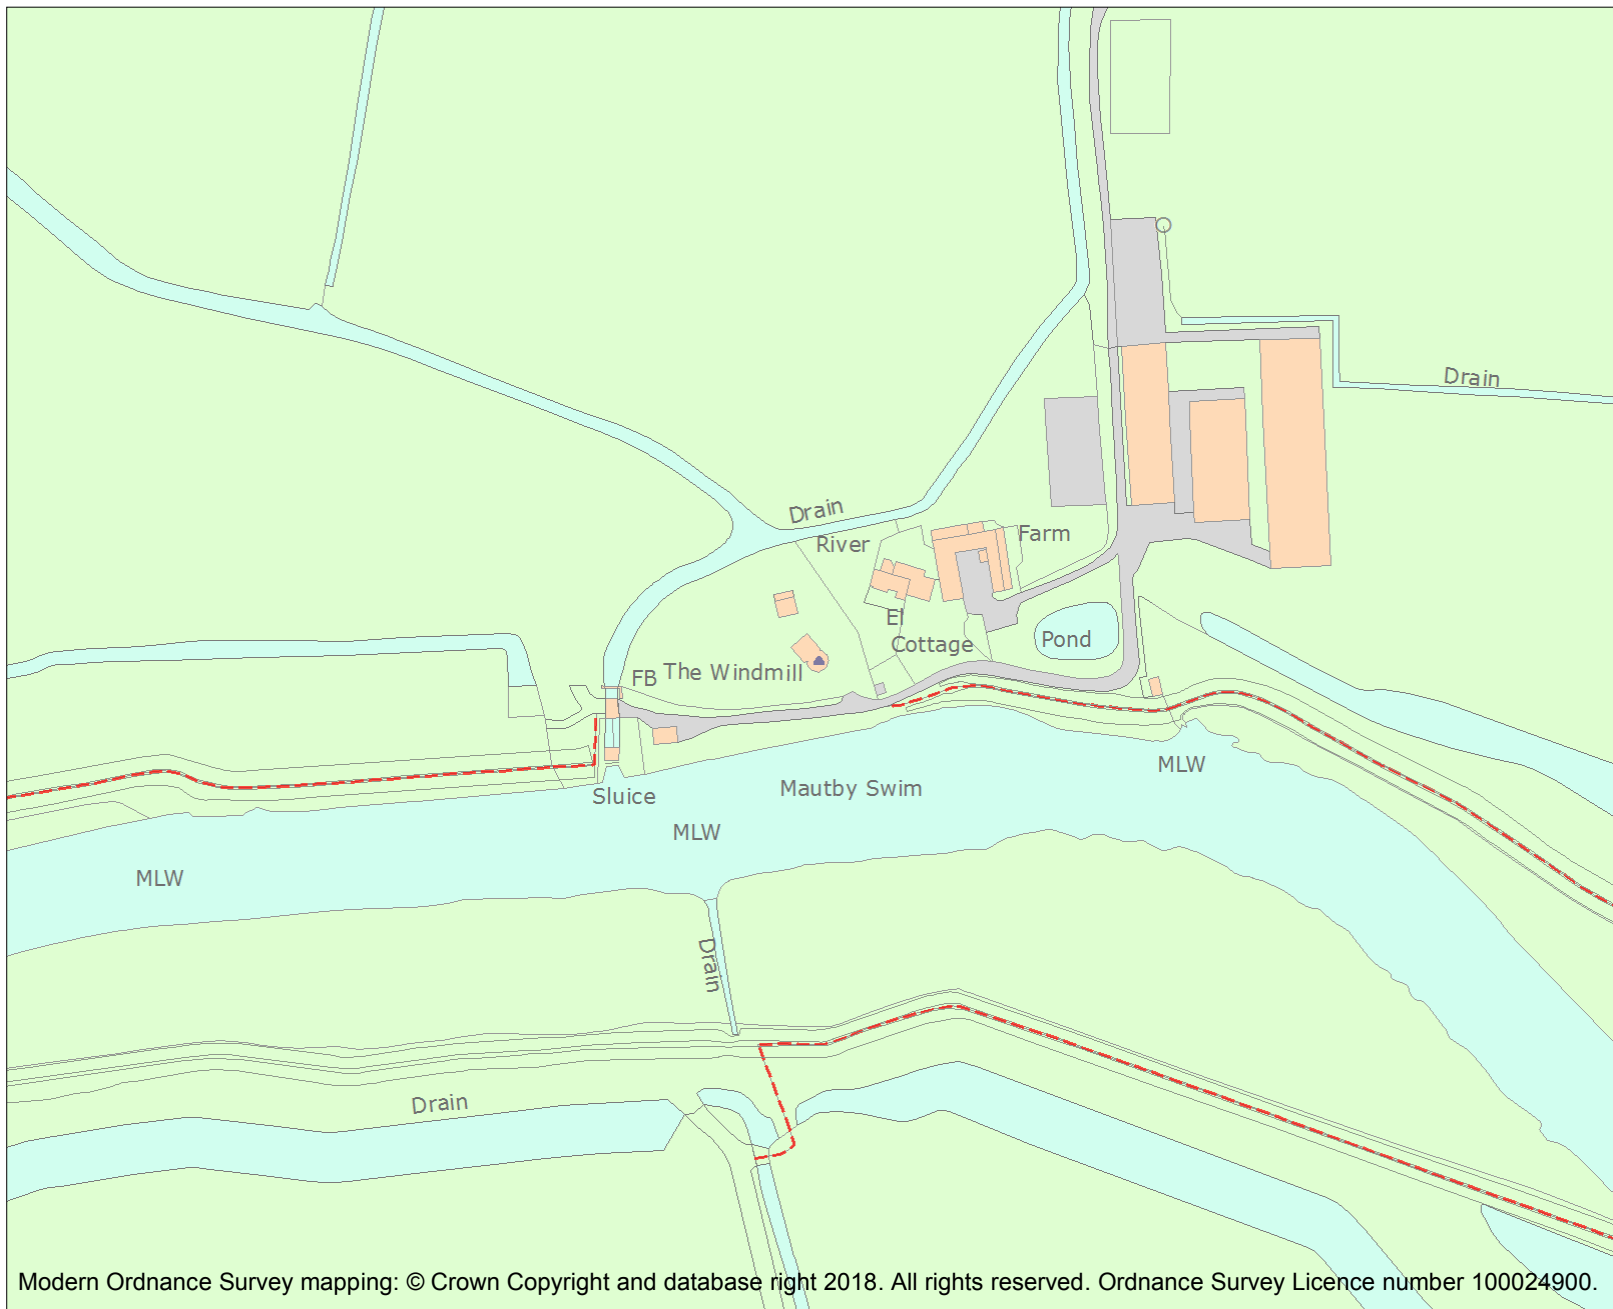 Drain
Drain
River
Farm
El
Cottage
Pond
FB
The Windmill
MLW
Mautby Swim
Sluice
MLW
MLW
Drain
Drain
Modern Ordnance Survey mapping: © Crown Copyright and database right 2018. All rights reserved. Ordnance Survey Licence number 100024900.